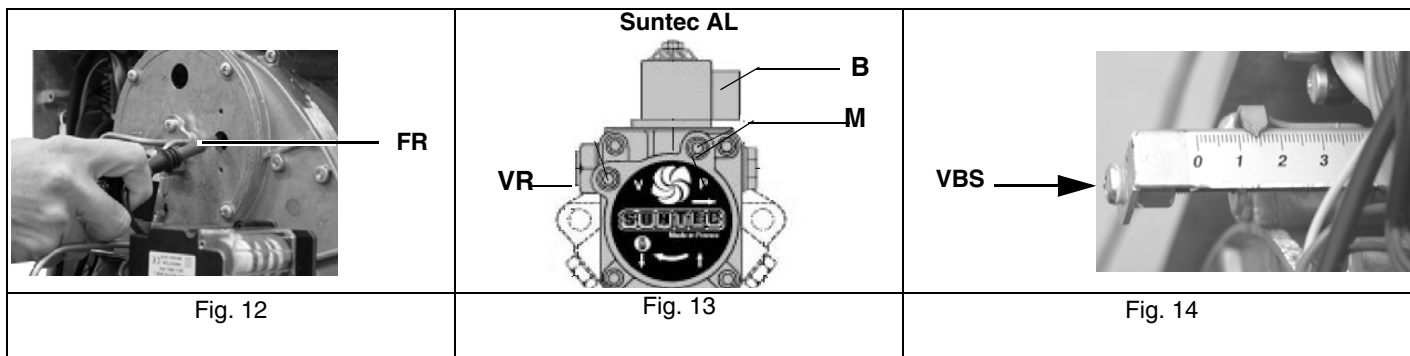 Suntec AL
B
M
FR
VR
V
P
SUNTEC
Made in France
VBS
0 1 2 3
Fig. 12
Fig. 13
Fig. 14